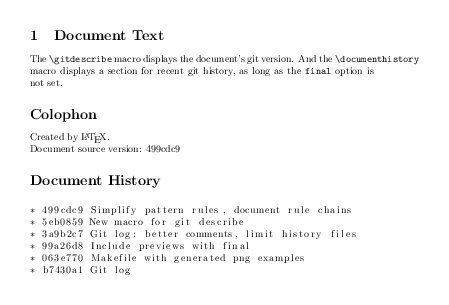 1 Document Text
The \gitdescribe macro displays the document's git version. And the \documenthistory
macro displays a section for recent git history, as long as the final option is
not set.
Colophon
Created by LATEX.
Document source version: 499cdc9
Document History
* 499cdc9 Simplify pattern rules, document rule chains
* 5eb0859 New macro for git describe
* 3a9b2c7 Git log: better comments, limit history files
* 99a26d8 Include previews with final
* 063e770 Makefile with generated png examples
* b7430a1 Git log